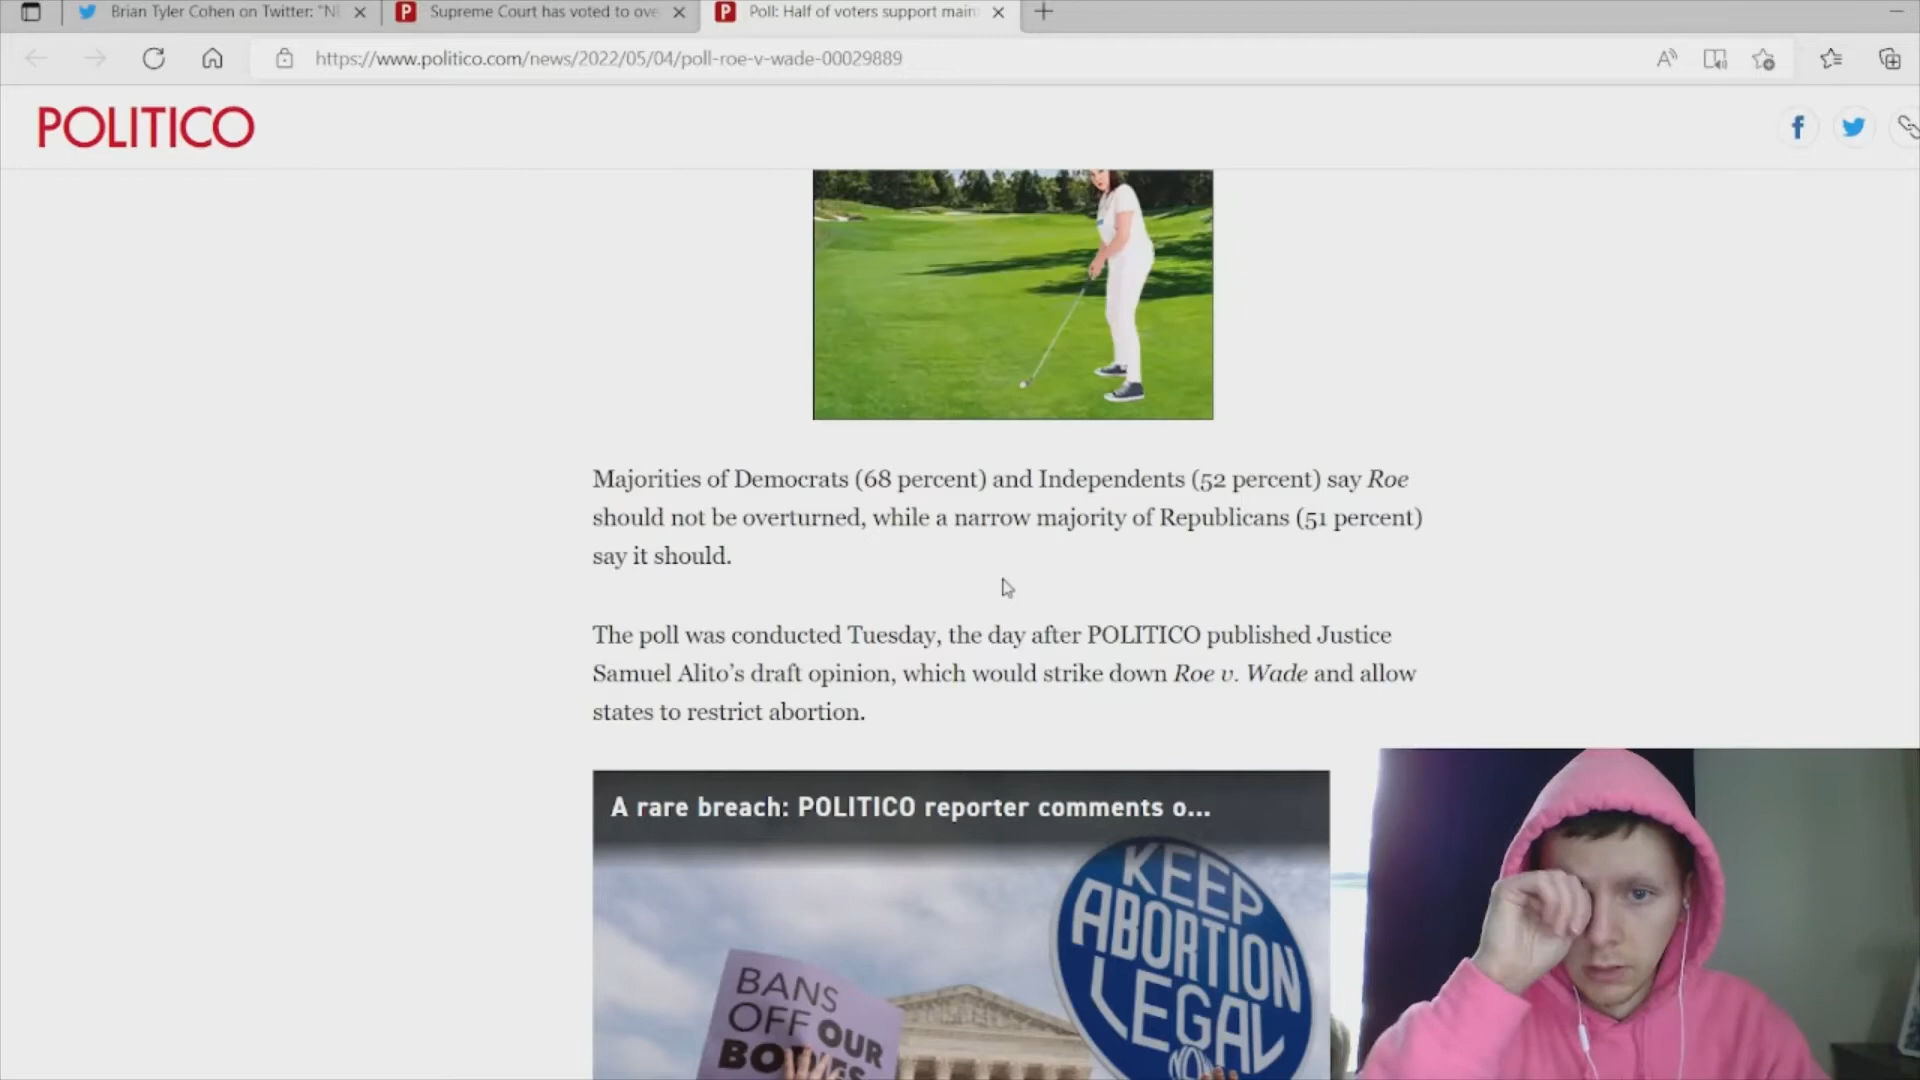 Brian Tyler Cohen on Twitter: "N
Supreme Court has voted to ove
Poll: Half of voters support main
https://www.politico.com/news/2022/05/04/poll-roe-v-wade-00029889
POLITICO
Majorities of Democrats (68 percent) and Independents (52 percent) say Roe
should not be overturned, while a narrow majority of Republicans (51 percent)
say it should.
The poll was conducted Tuesday, the day after POLITICO published Justice
Samuel Alito’s draft opinion, which would strike down Roe v. Wade and allow
states to restrict abortion.
A rare breach: POLITICO reporter comments o...
KEEP
ABORTION
LEGAL
BANS
OFF OUR
BODIES